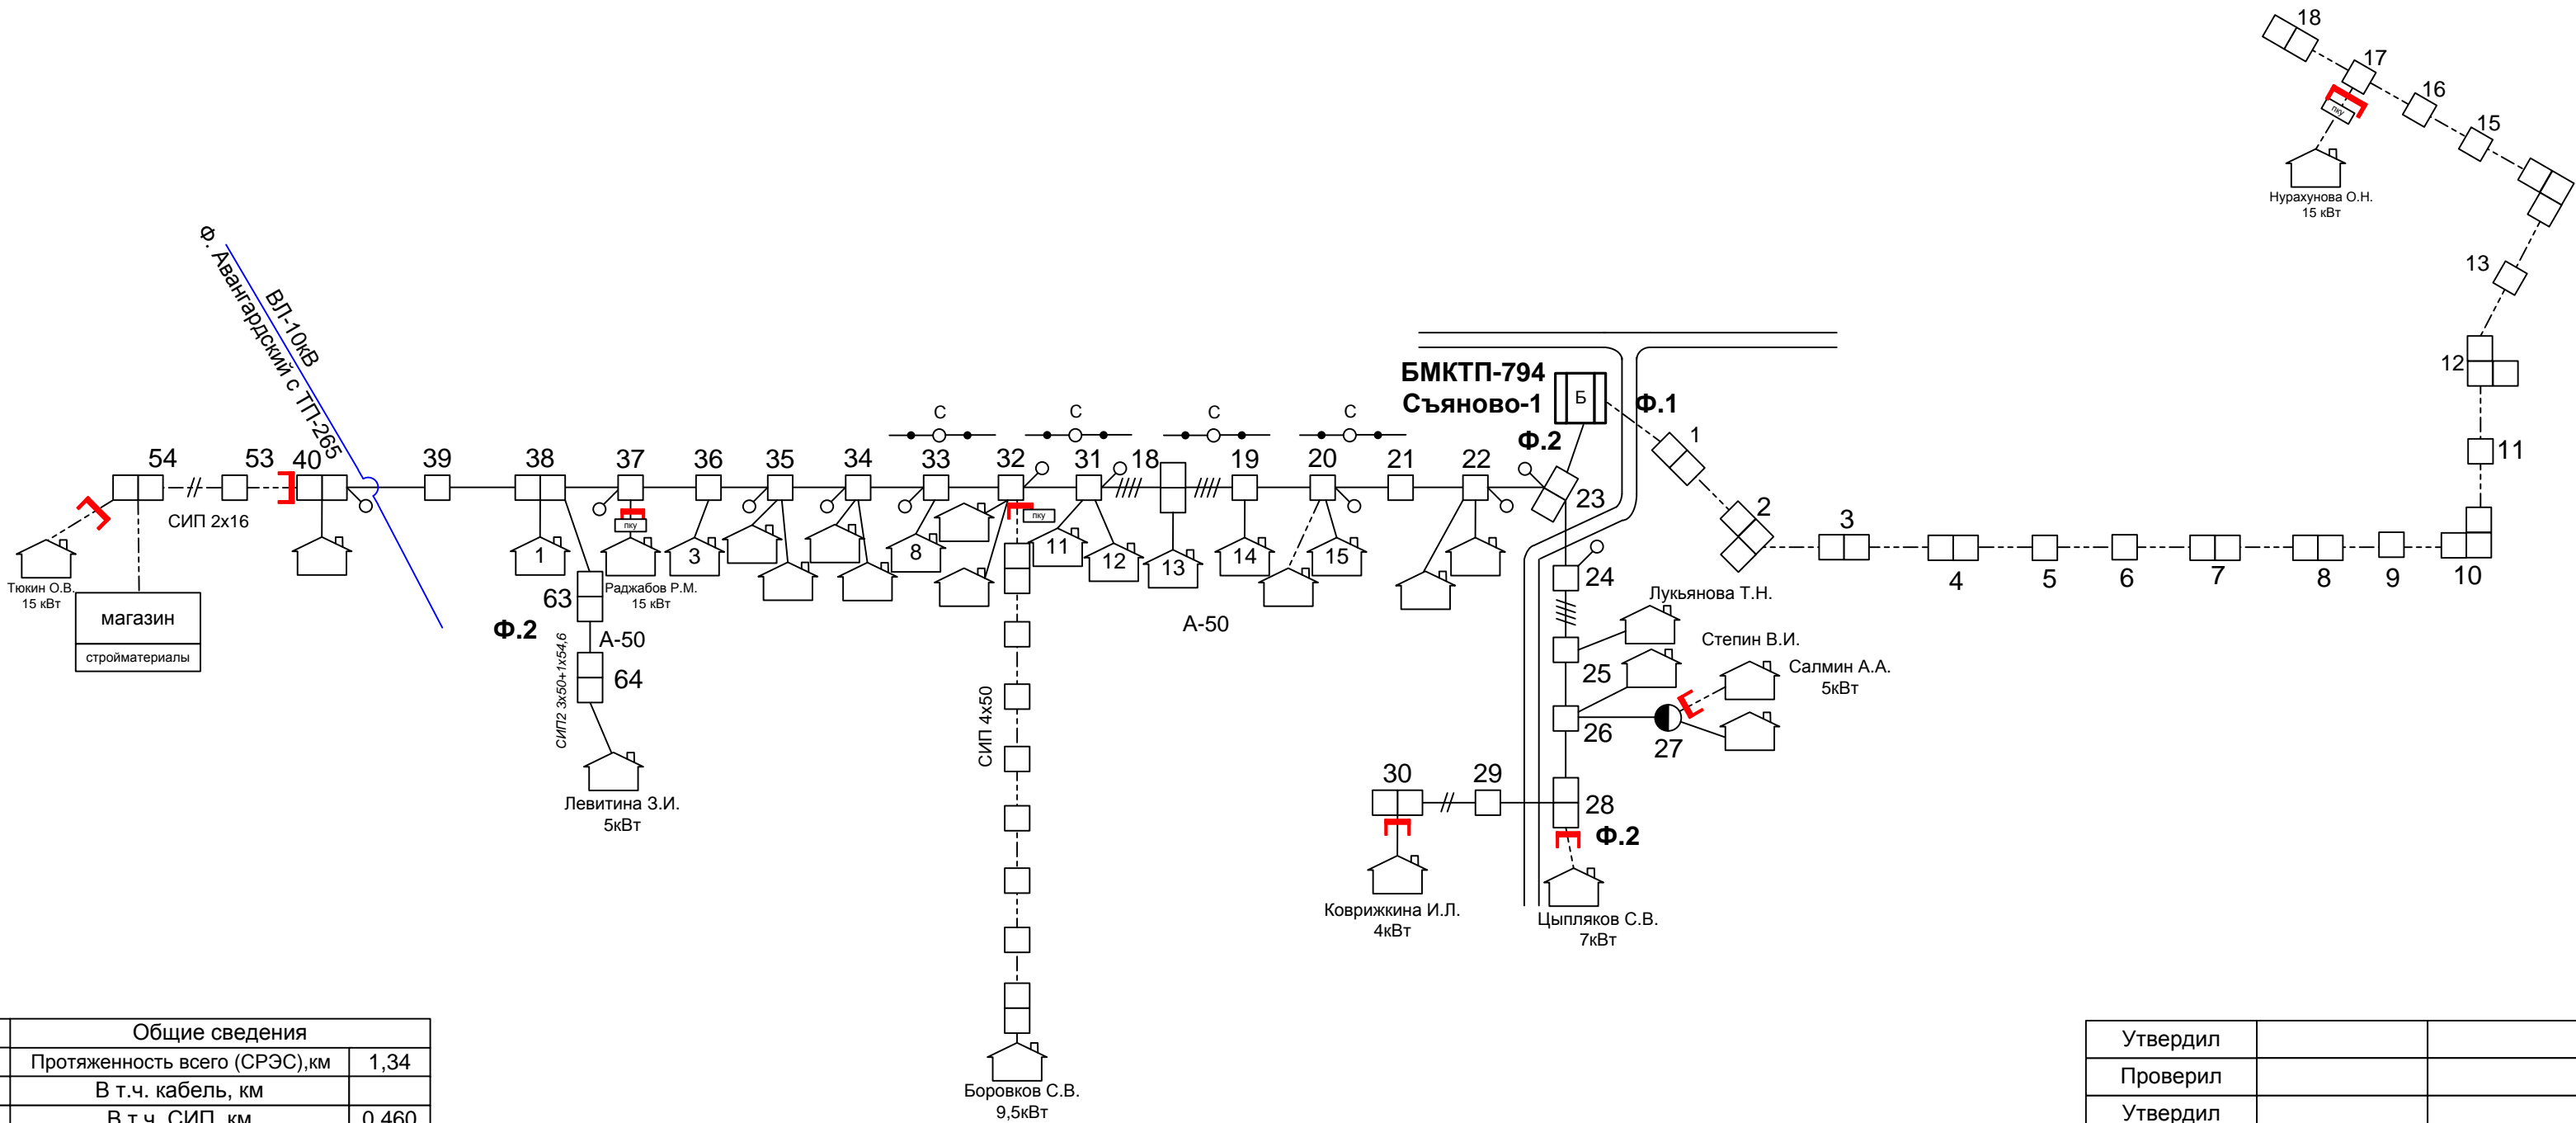 18
17
16
15
пку
Нурахунова О.Н.
15 кВт
13
12
11
10
9
8
7
6
5
4
3
2
1
Ф.1
БМКТП-794
Съяново-1
Б
Ф.2
Ф. Авангардский с ТП-265
ВЛ-10кВ
С
С
С
С
54
53
40
39
38
37
36
35
34
33
32
31
18
19
20
21
22
23
СИП 2х16
пку
пку
1
3
8
11
12
13
14
15
Тюкин О.В.
15 кВт
Раджабов Р.М.
15 кВт
магазин
стройматериалы
63
Ф.2
А-50
64
СИП2 3х50+1х54,6
Левитина З.И.
5кВт
А-50
СИП 4х50
Боровков С.В.
9,5кВт
24
Лукьянова Т.Н.
25
Степин В.И.
Салмин А.А.
5кВт
26
27
30
29
28
Ф.2
Коврижкина И.Л.
4кВт
Цыпляков С.В.
7кВт
Общие сведения
Протяженность всего (СРЭС),км 1,34
В т.ч. кабель, км
В т.ч. СИП, км 0,460
Утвердил
Проверил
Утвердил